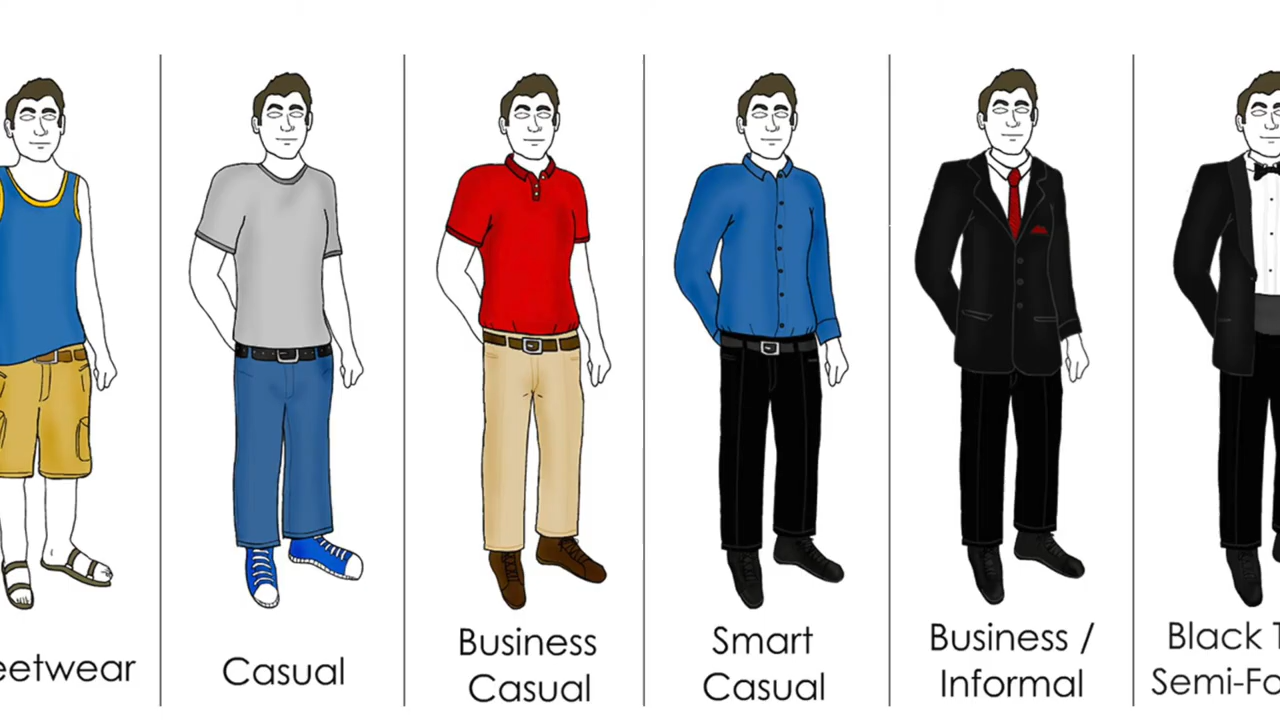 eetwear
Casual
Business
Casual
Smart
Casual
Business /
Informal
Black T
Semi-Fo